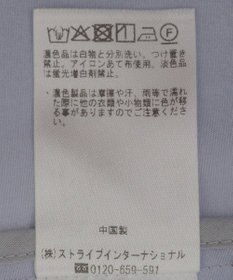 ・濃色品は白物と分別洗い、つけ置き
禁止。アイロンあて布使用、淡色品
は蛍光増白剤禁止。
・濃色製品は摩擦や汗、雨等で濡れ
た際に他の衣類や小物類に色が移
る事がありますのでご注意下さい。
中国製
(株)ストライプインターナショナル
☎0120-659-591